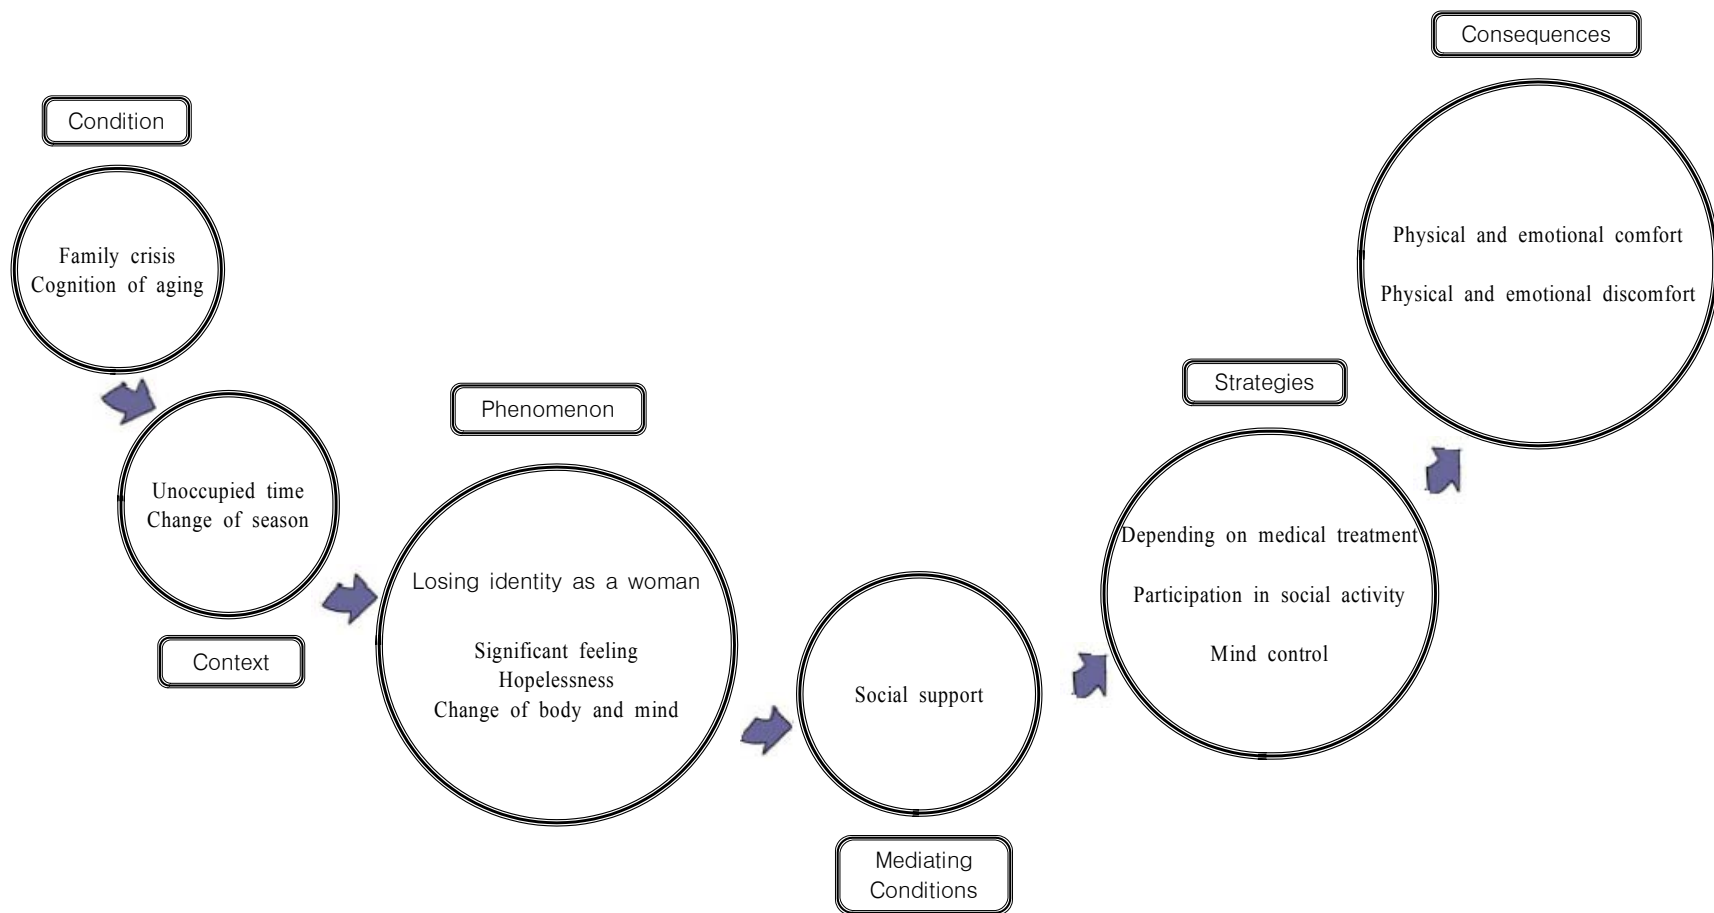 Condition
Family crisis
Cognition of aging
Unoccupied time
Change of season
Context
Phenomenon
Losing identity as a woman
Significant feeling
Hopelessness
Change of body and mind
Social support
Mediating
Conditions
Strategies
Depending on medical treatment
Participation in social activity
Mind control
Consequences
Physical and emotional comfort
Physical and emotional discomfort